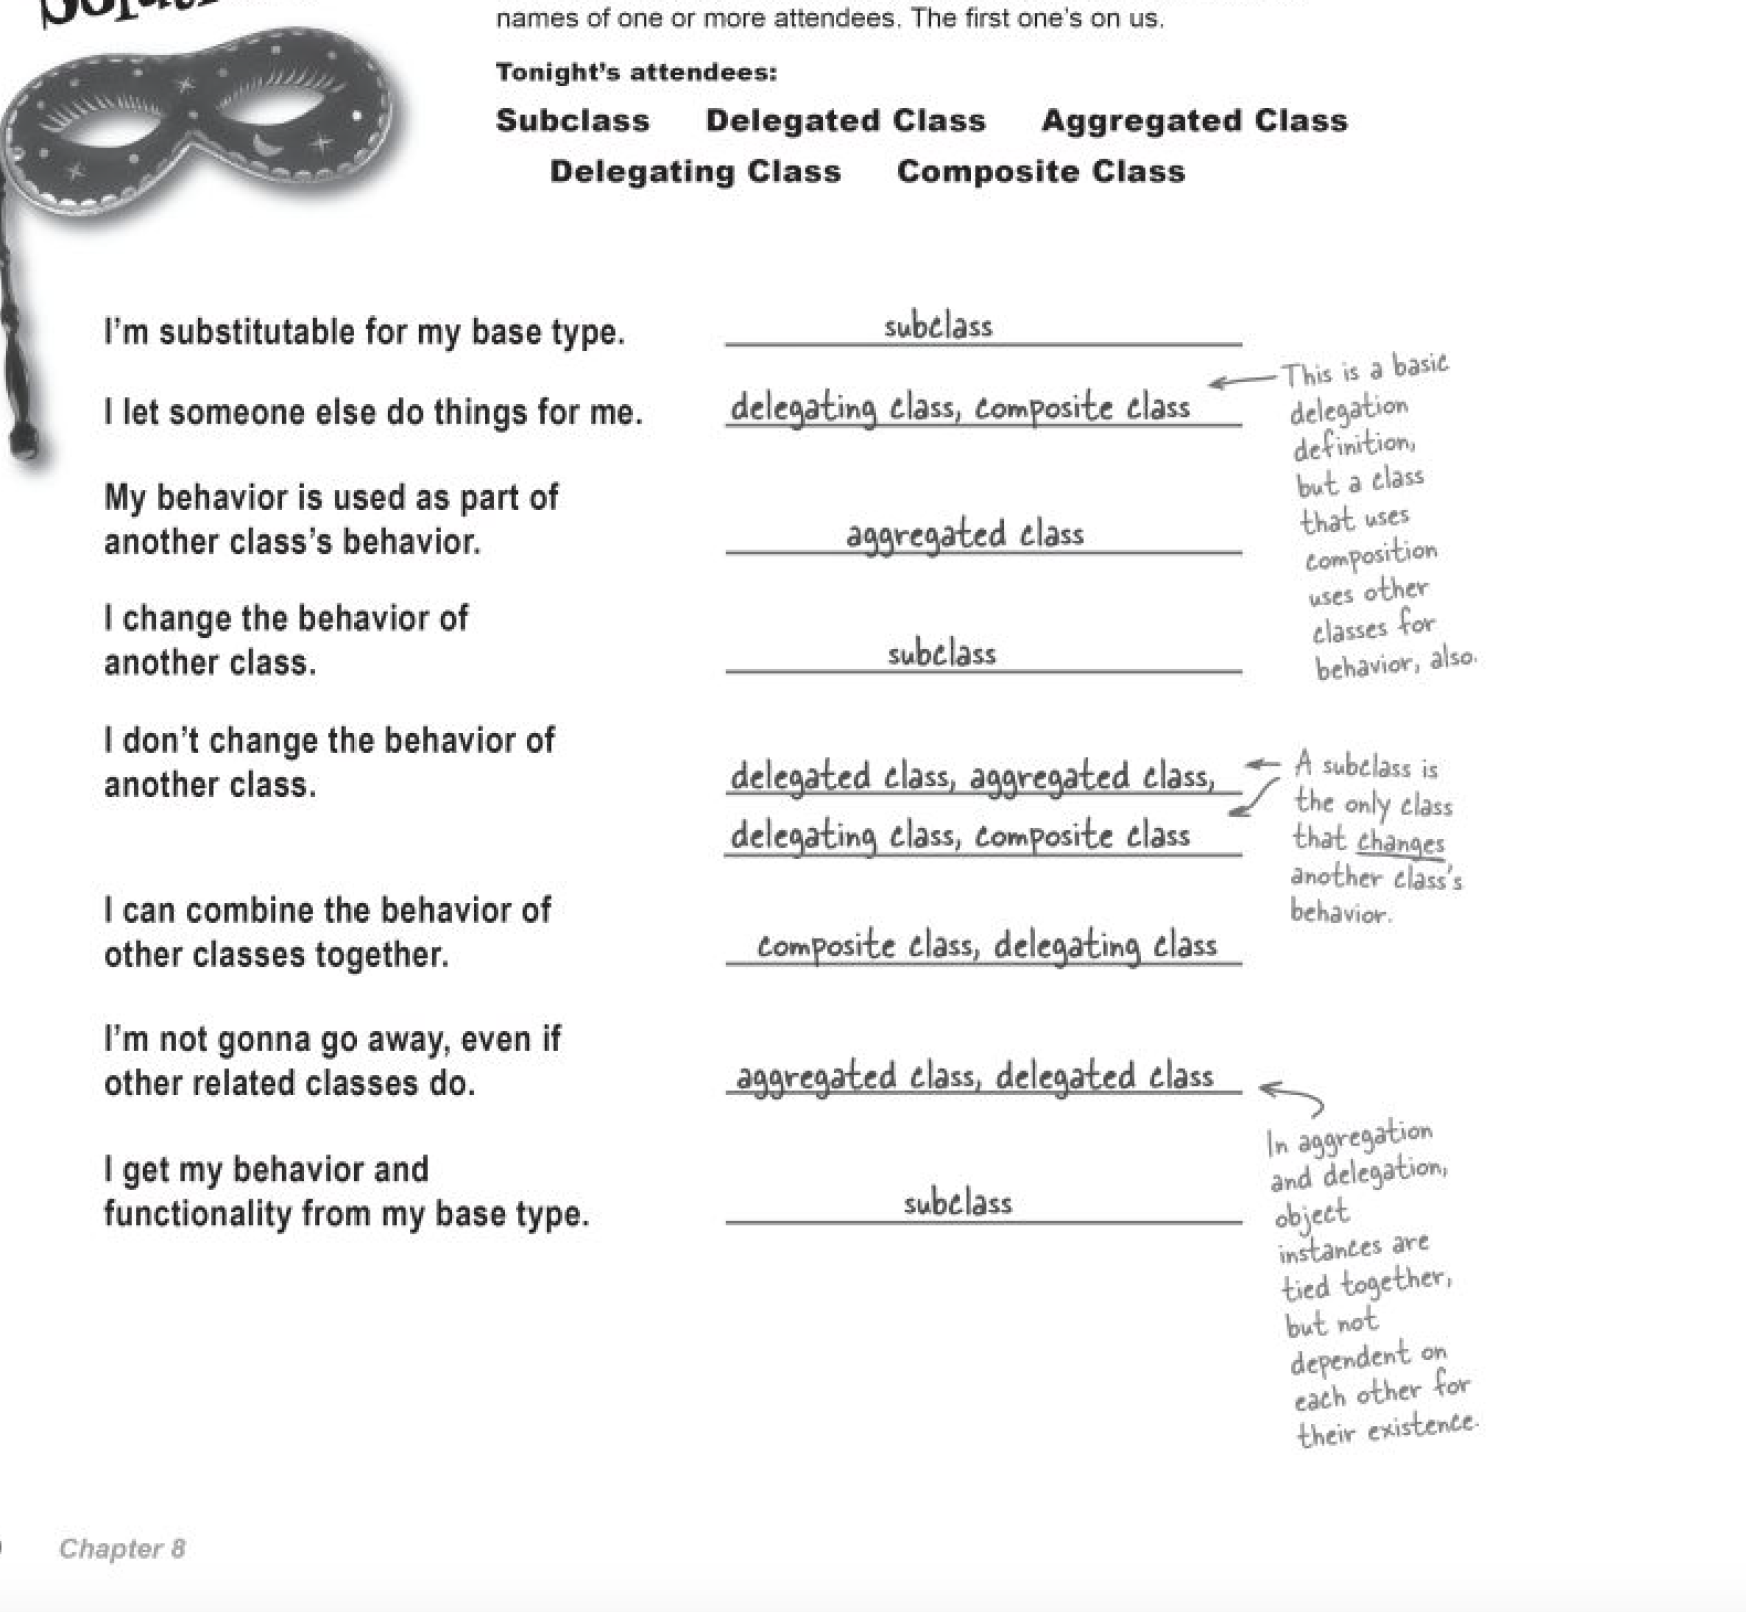 names of one or more attendees. The first one's on us.
Tonight's attendees:
Subclass Delegated Class Aggregated Class
Delegating Class Composite Class
I'm substitutable for my base type. subclass
I let someone else do things for me. delegating class, composite class
This is a basic
delegation
definition,
but a class
that uses
composition
uses other
classes for
behavior, also.
My behavior is used as part of
another class's behavior. aggregated class
I change the behavior of
another class. subclass
I don't change the behavior of
another class. delegated class, aggregated class,
delegating class, composite class
A subclass is
the only class
that changes
another class's
behavior.
I can combine the behavior of
other classes together. composite class, delegating class
I'm not gonna go away, even if
other related classes do. aggregated class, delegated class
In aggregation
and delegation,
object
instances are
tied together,
but not
dependent on
each other for
their existence.
I get my behavior and
functionality from my base type. subclass
Chapter 8